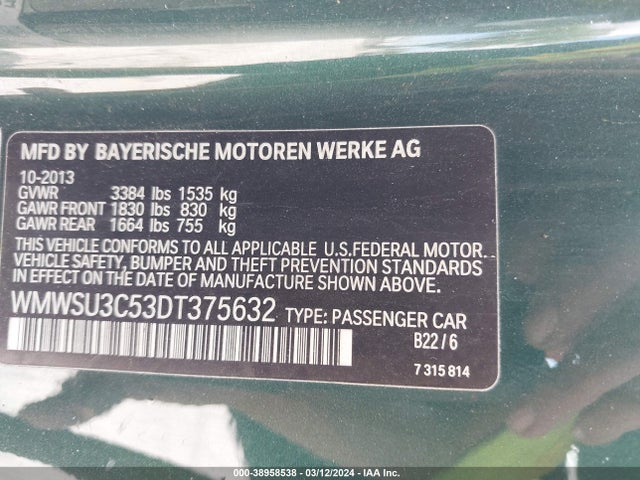 MFD BY BAYERISCHE MOTOREN WERKE AG
10-2013
GVWR 3384 lbs 1535 kg
GAWR FRONT 1830 lbs 830 kg
GAWR REAR 1664 lbs 755 kg
THIS VEHICLE CONFORMS TO ALL APPLICABLE U.S.FEDERAL MOTOR
VEHICLE SAFETY, BUMPER AND THEFT PREVENTION STANDARDS
IN EFFECT ON THE DATE OF MANUFACTURE SHOWN ABOVE.
WMWSU3C53DT375632 TYPE: PASSENGER CAR
B22/6
7 315 814
000-38958538 - 03/12/2024 - IAA Inc.